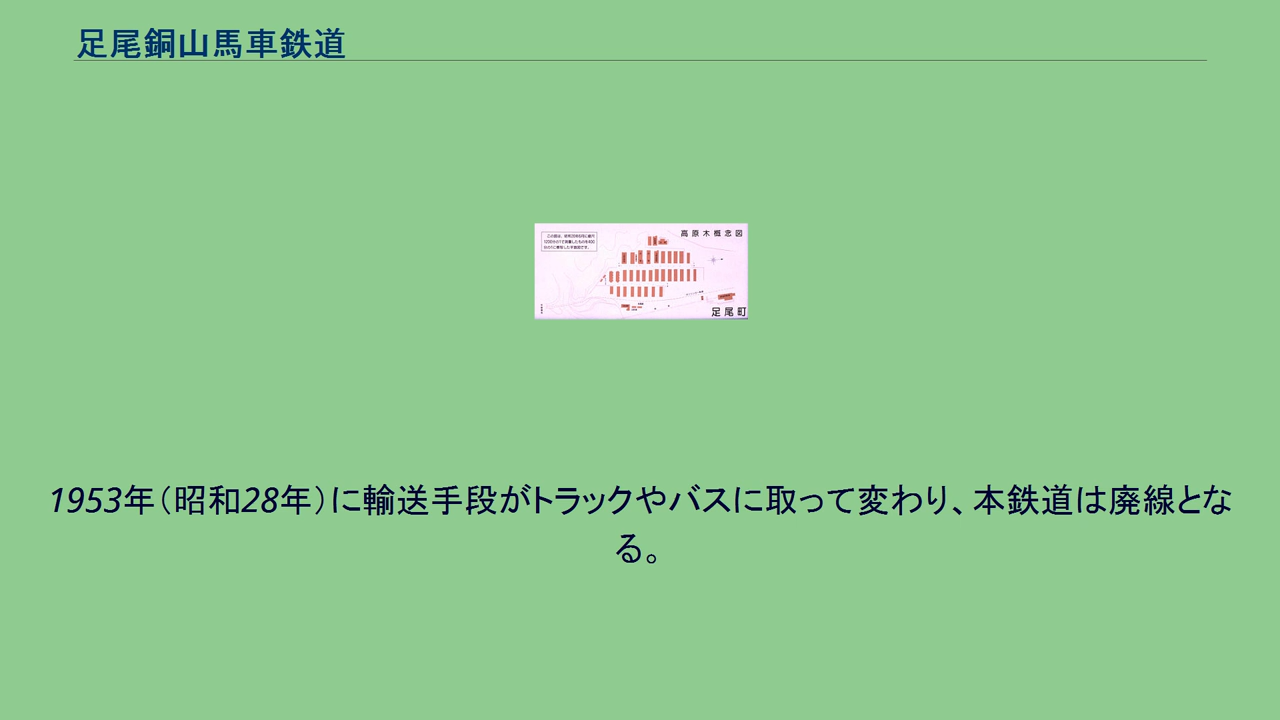 足尾銅山馬車鉄道
高原木概念図
足尾町
1953年（昭和28年）に輸送手段がトラックやバスに取って変わり、本鉄道は廃線とな
る。